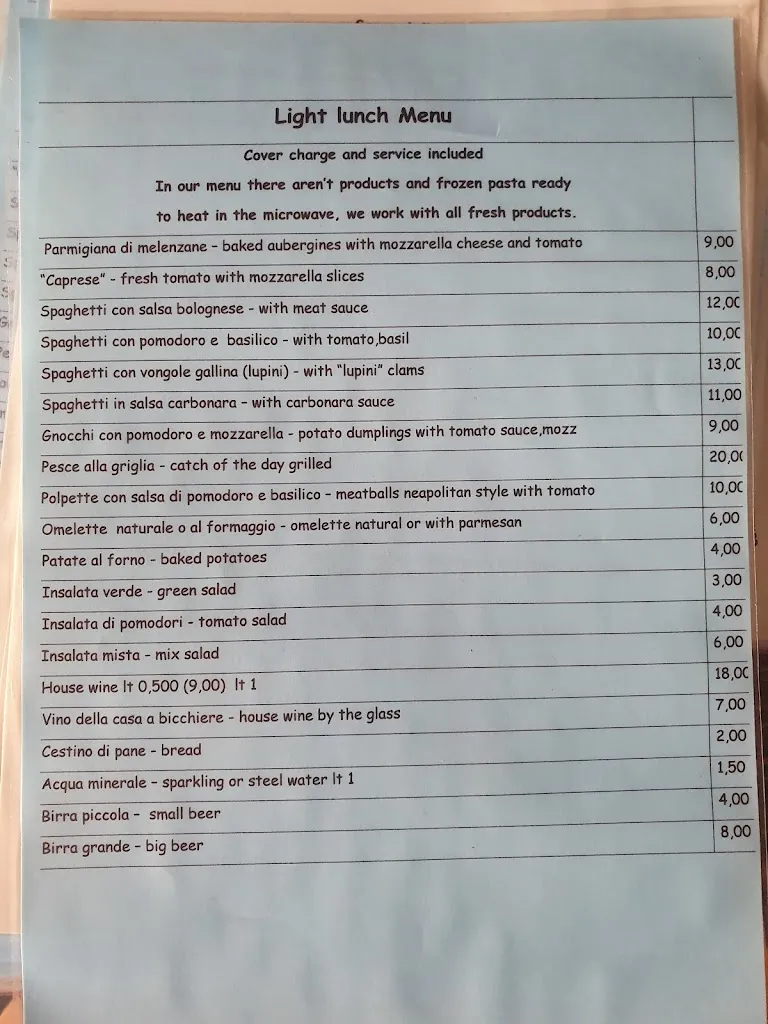 Light lunch Menu
Cover charge and service included
In our menu there aren't products and frozen pasta ready
to heat in the microwave, we work with all fresh products.
Parmigiana di melenzane - baked aubergines with mozzarella cheese and tomato 9,00
"Caprese" - fresh tomato with mozzarella slices 8,00
Spaghetti con salsa bolognese - with meat sauce 12,00
Spaghetti con pomodoro e basilico - with tomato,basil 10,00
Spaghetti con vongole gallina (lupini) - with "lupini" clams 13,00
Spaghetti in salsa carbonara - with carbonara sauce 11,00
Gnocchi con pomodoro e mozzarella - potato dumplings with tomato sauce,mozz 9,00
Pesce alla griglia - catch of the day grilled 20,00
Polpette con salsa di pomodoro e basilico - meatballs neapolitan style with tomato 10,00
Omelette naturale o al formaggio - omelette natural or with parmesan 6,00
Patate al forno - baked potatoes 4,00
Insalata verde - green salad 3,00
Insalata di pomodori - tomato salad 4,00
Insalata mista - mix salad 6,00
House wine lt 0,500 (9,00) lt 1 18,00
Vino della casa a bicchiere - house wine by the glass 7,00
Cestino di pane - bread 2,00
Acqua minerale - sparkling or steel water lt 1 1,50
Birra piccola - small beer 4,00
Birra grande - big beer 8,00